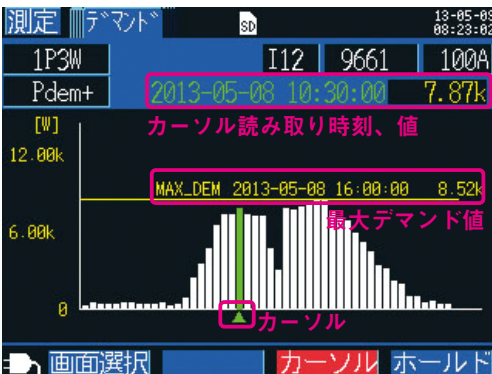 測定 デマンド SD 13-05-09
08:23:02
1P3W I12 9661 100A
Pdem+ 2013-05-08 10:30:00 7.87k
[W] カーソル読み取り時刻、値
12.00k
MAX_DEM 2013-05-08 16:00:00 8.52k
最大デマンド値
6.00k
0
カーソル
画面選択 カーソル ホールド